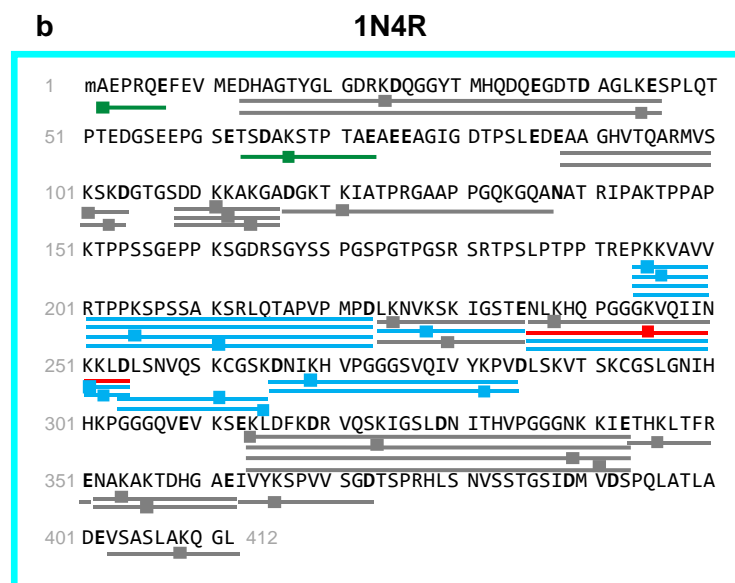 b 1N4R
1 mAEPRQEFEV MEDHAGTYGL GDRKDQGGYT MHQDQEGDTD AGLKESPLQT
51 PTEDGSEEPG SETSDAKSTP TAEAEEAGIG DTPSLEDEAA GHVTQARMVS
101 KSKDGTGSDD KKAKGADGKT KIATPRGAAP PGQKGQANAT RIPAKTPPAP
151 KTPPSSGEPP KSGDRSGYSS PGSPGTPGSR SRTPSLPTPP TREPKKVAVV
201 RTPPKSPSSA KSRLQTAPVP MPDLKNVKSK IGSTENLKHQ PGGGKVQIIN
251 KKLDLSNVQS KCGSKDNIKH VPGGGSVQIV YKPVDLSKVT SKCGSLGNIH
301 HKPGGGQVEV KSEKLDFKDR VQSKIGSLDN ITHVPGGGNK KIETHKLTFR
351 ENAKAKTDHG AEIVYKSPVV SGDTSPRHLS NVSSTGSIDM VDSPQLATLA
401 DEVSASLAKQ GL 412